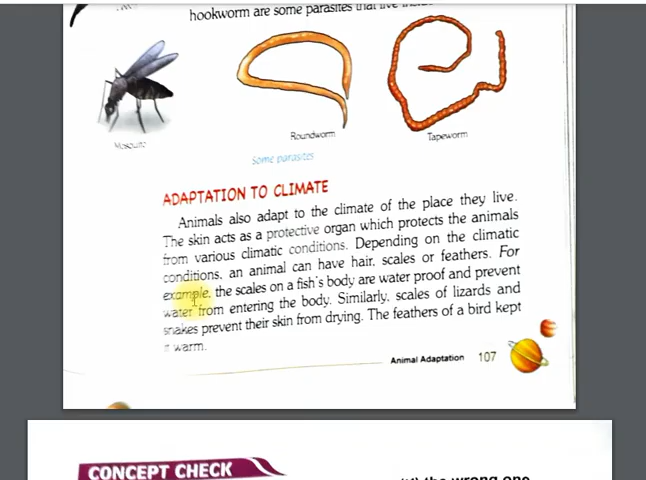 hookworm are some parasites that live
Mosquito
Roundworm
Tapeworm
Some parasites
ADAPTATION TO CLIMATE
Animals also adapt to the climate of the place they live.
The skin acts as a protective organ which protects the animals
from various climatic conditions. Depending on the climatic
conditions, an animal can have hair, scales or feathers. For
example, the scales on a fish's body are water proof and prevent
water from entering the body. Similarly, scales of lizards and
snakes prevent their skin from drying. The feathers of a bird kept
it warm.
Animal Adaptation 107
CONCEPT CHECK
the wrong one